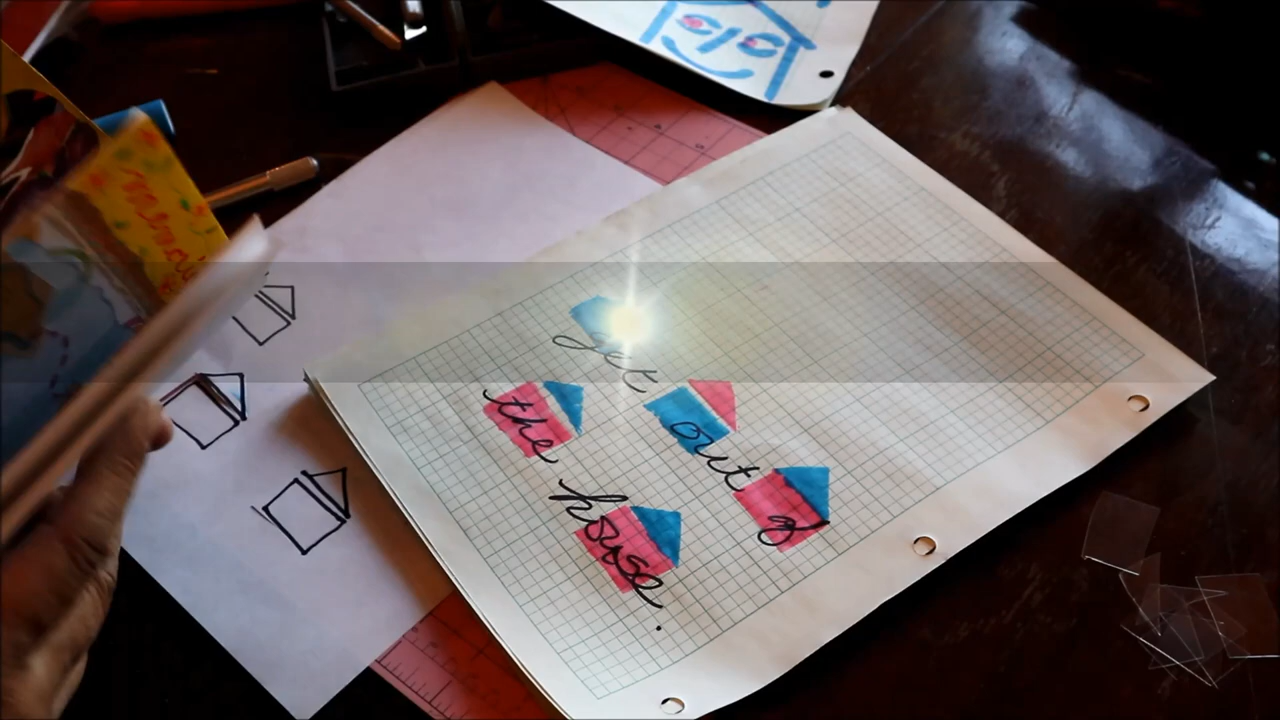 get out of
the house.